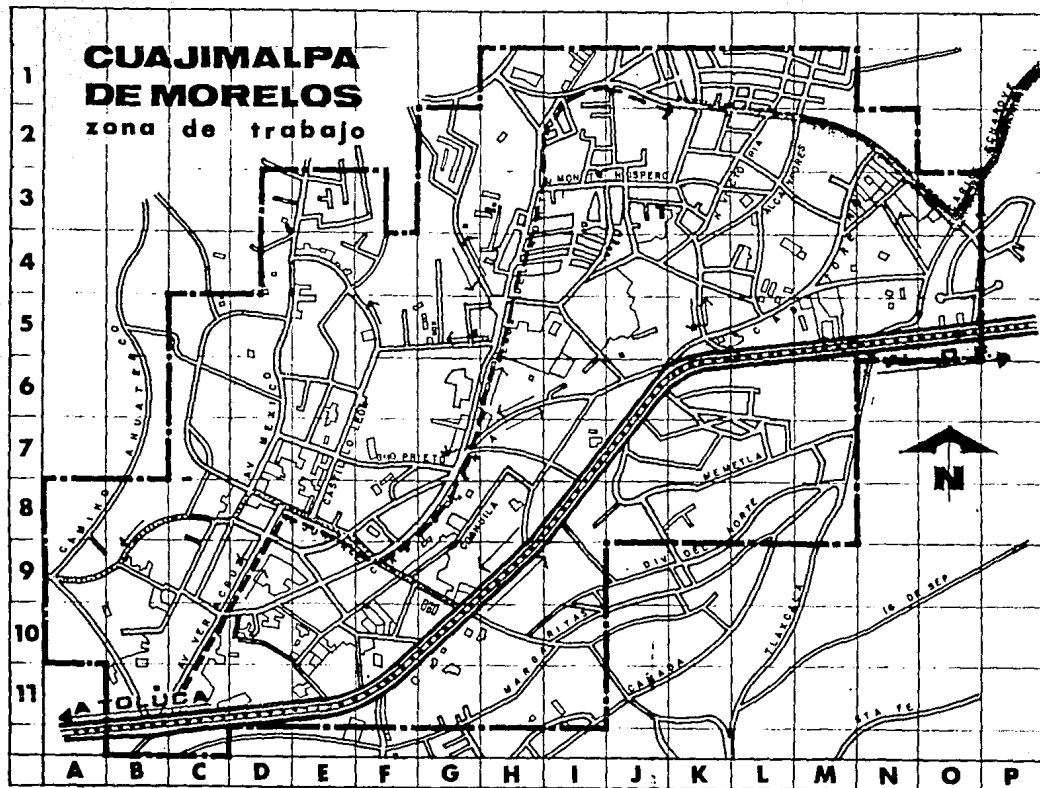 CUAJIMALPA
DE MORELOS
zona de trabajo
1
2
3
4
5
6
7
8
9
10
11
MONTE HESPERO
ALCANFORES
CAMINO AHUATENCO
AV MEXICO
CASTILLO LEDON
PRIETO
COAHUILA
AV VERACRUZ
MEMETLA
DIV DEL NORTE
MARGARITAS
CAÑADA
TLAXCALA
16 DE SEP
STA FE
A TOLUCA
N
A B C D E F G H I J K L M N O P